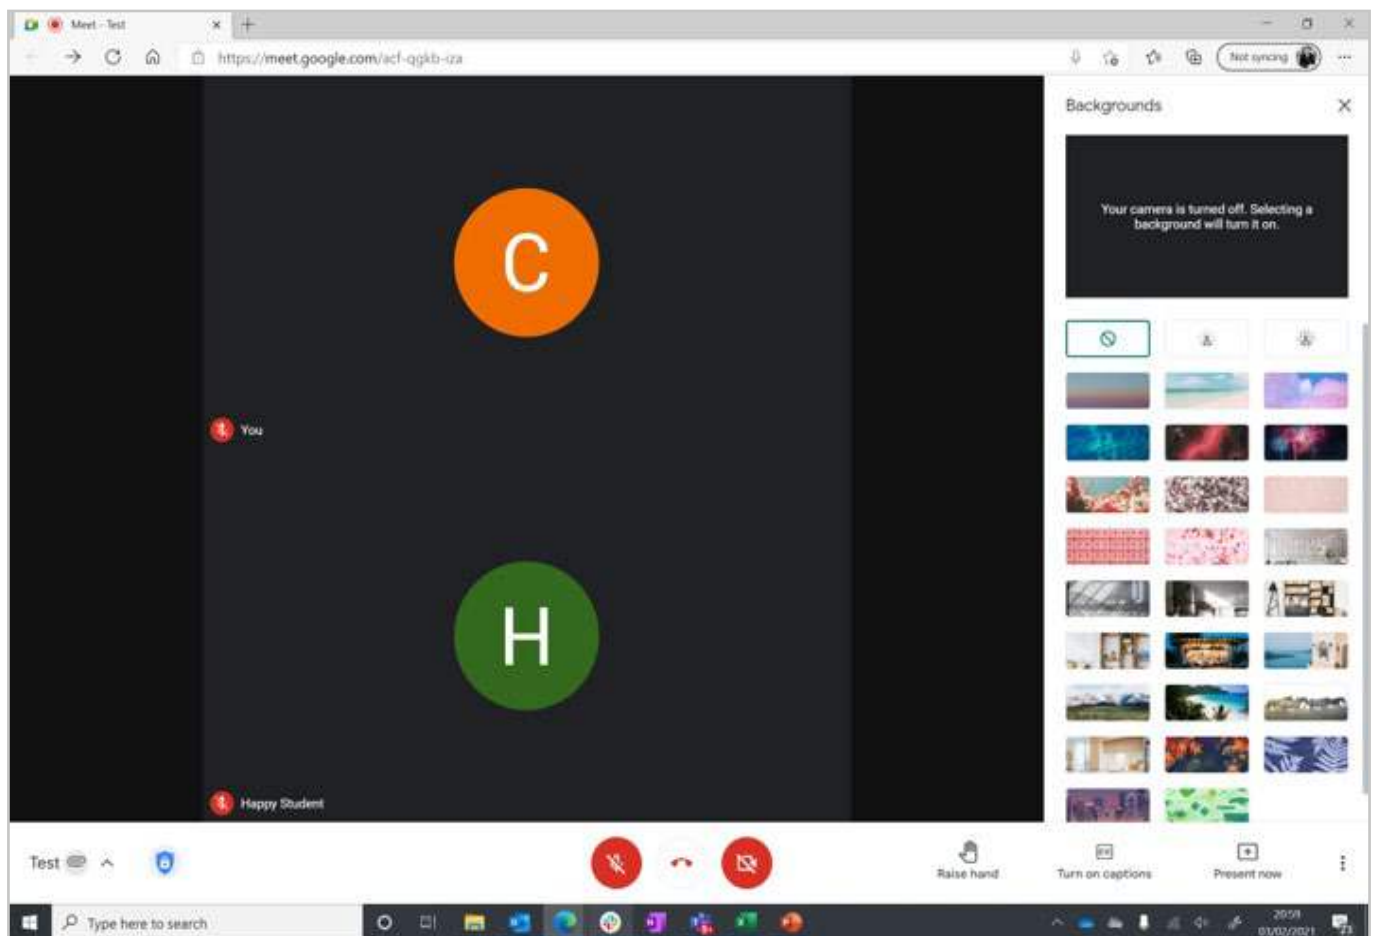 Meet - Test
https://meet.google.com/acf-qgkb-iza
Not syncing
Backgrounds
Your camera is turned off. Selecting a
background will turn it on.
C
You
H
Happy Student
Test
Raise hand
Turn on captions
Present now
Type here to search
20:59
03/02/2021